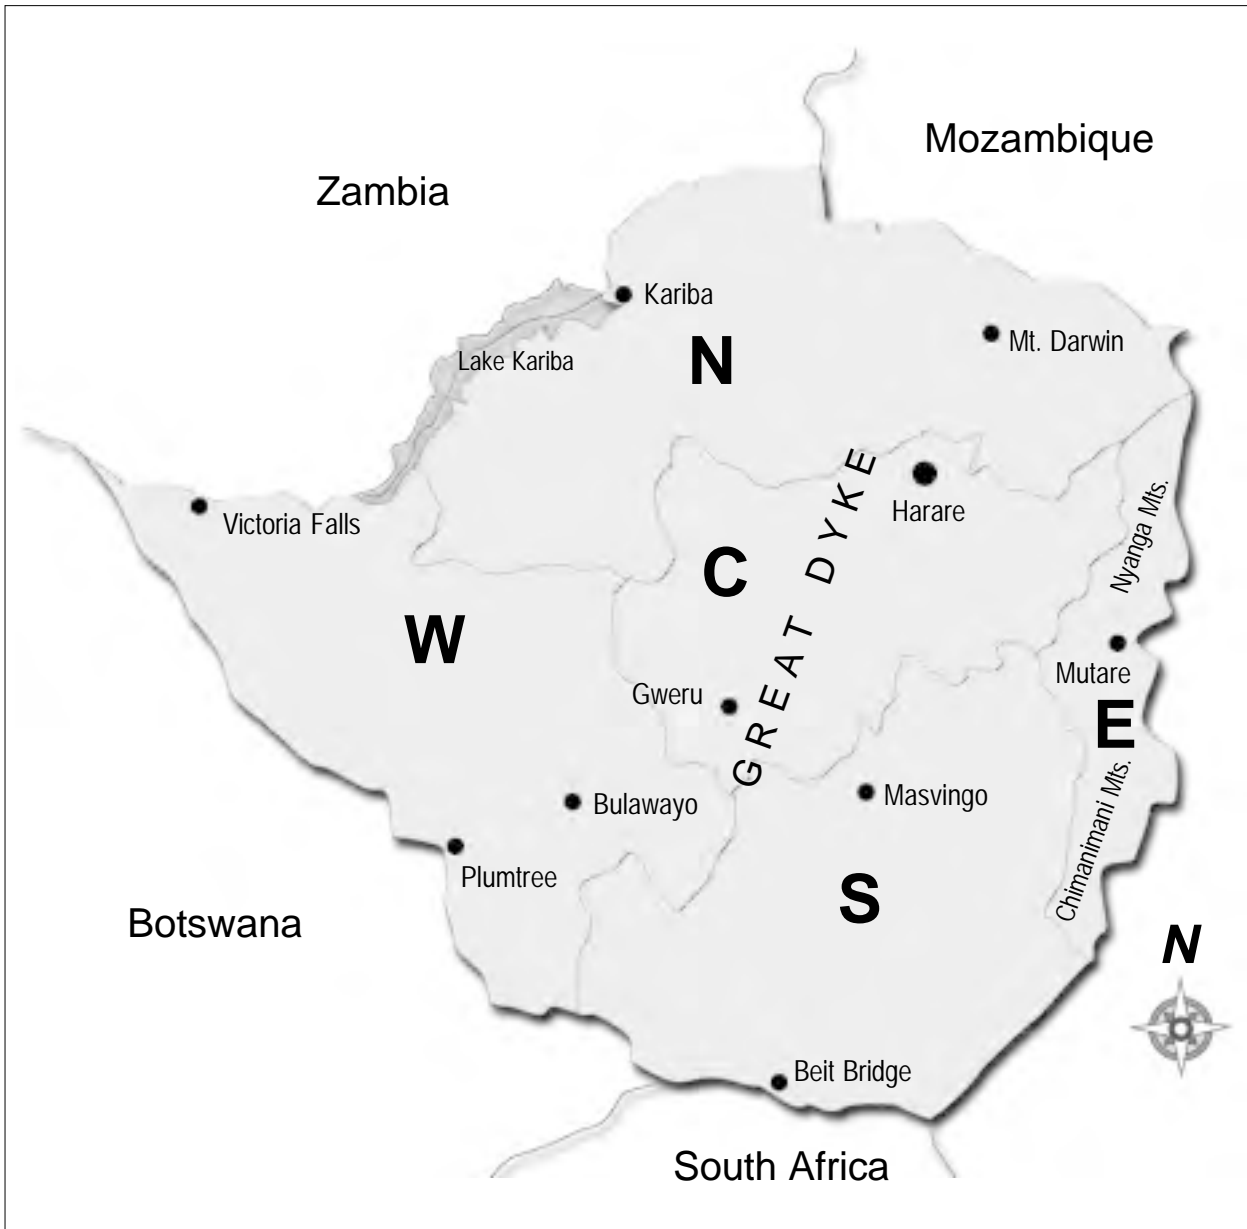 Mozambique
Zambia
Kariba
Mt. Darwin
N
Lake Kariba
Harare
Victoria Falls
Nyanga Mts.
C
GREAT DYKE
W
Mutare
Gweru
E
Bulawayo
Masvingo
Chimanimani Mts.
Plumtree
S
Botswana
N
Beit Bridge
South Africa